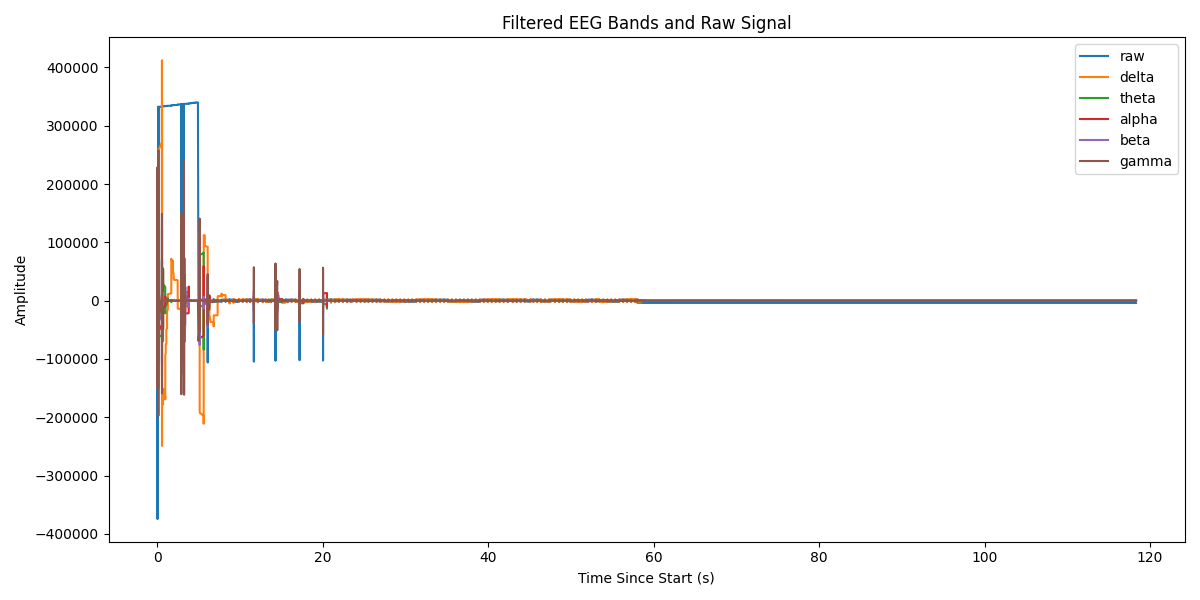 Filtered EEG Bands and Raw Signal
raw
delta
theta
alpha
beta
gamma
400000
300000
200000
100000
0
−100000
−200000
−300000
−400000
Amplitude
0 20 40 60 80 100 120
Time Since Start (s)